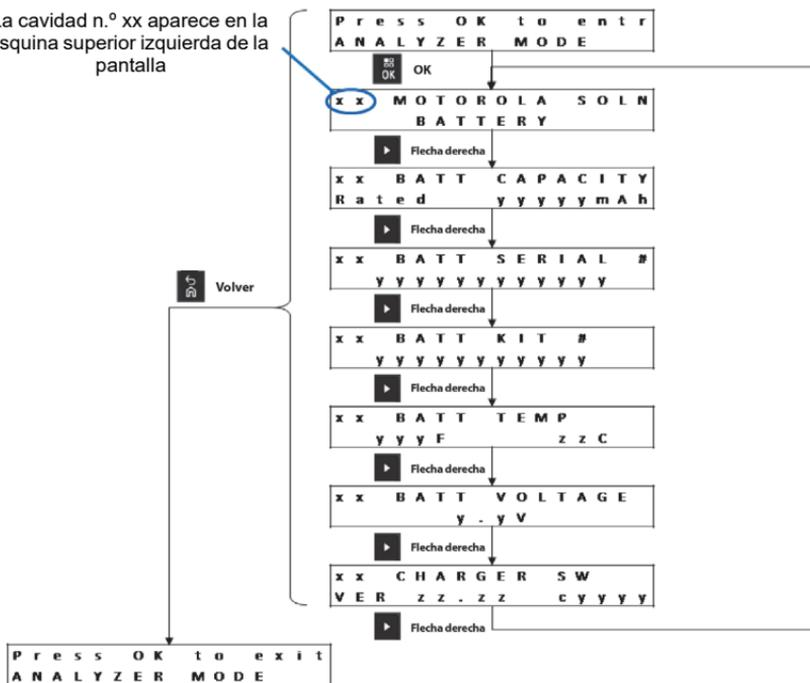 La cavidad n.º xx aparece en la
esquina superior izquierda de la
pantalla
Press OK to entr
ANALYZER MODE
OK
OK
xx MOTOROLA SOLN
BATTERY
Flecha derecha
xx BATT CAPACITY
Rated yyyyymAh
Flecha derecha
xx BATT SERIAL #
yyyyyyyyyyyy
Flecha derecha
Volver
xx BATT KIT #
yyyyyyyyyyy
Flecha derecha
xx BATT TEMP
yyyF zzC
Flecha derecha
xx BATT VOLTAGE
y.yV
Flecha derecha
xx CHARGER SW
VER zz.zz cyyyy
Flecha derecha
Press OK to exit
ANALYZER MODE